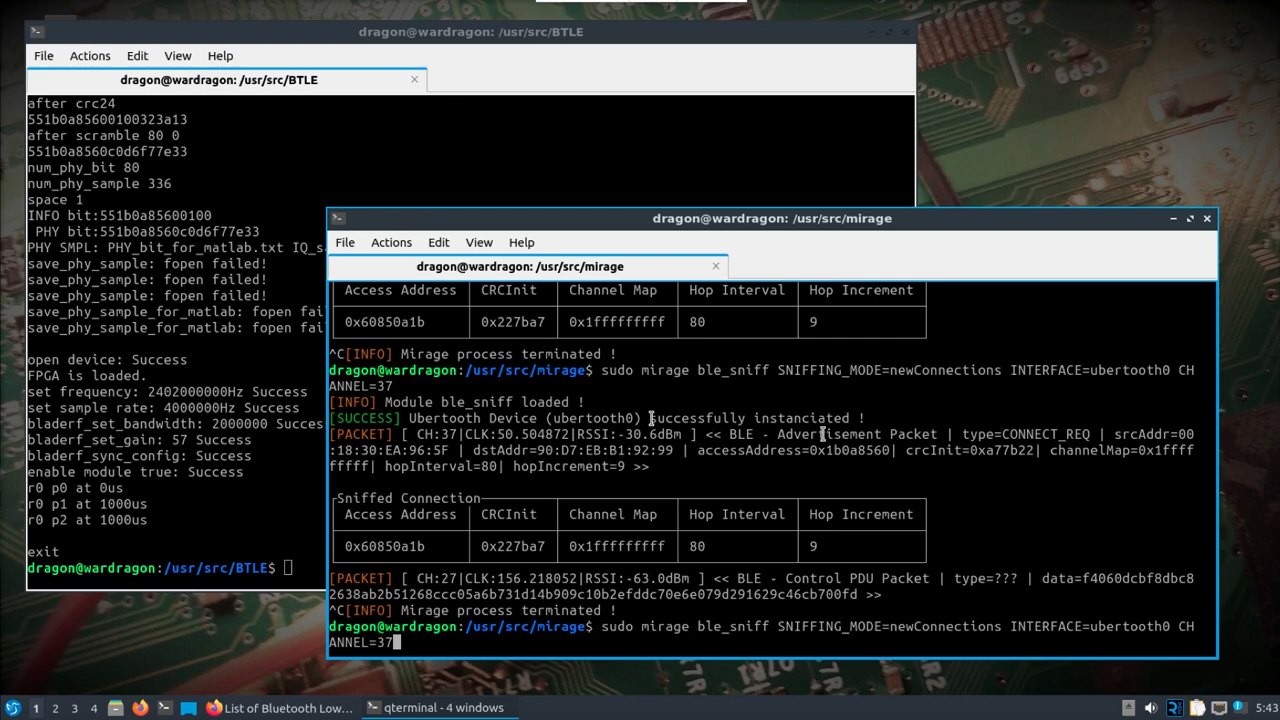 dragon@wardragon: /usr/src/BTLE
File Actions Edit View Help
dragon@wardragon: /usr/src/BTLE
after crc24
551b0a85600100323a13
after scramble 80 0
551b0a8560c0d6f77e33
num_phy_bit 80
num_phy_sample 336
space 1
INFO bit:551b0a85600100
PHY bit:551b0a8560c0d6f77e33
PHY SMPL: PHY_bit_for_matlab.txt IQ_s
save_phy_sample: fopen failed!
save_phy_sample: fopen failed!
save_phy_sample: fopen failed!
save_phy_sample_for_matlab: fopen fai
save_phy_sample_for_matlab: fopen fai
open device: Success
FPGA is loaded.
set frequency: 2402000000Hz Success
set sample rate: 4000000Hz Success
bladerf_set_bandwidth: 2000000 Succes
bladerf_set_gain: 57 Success
bladerf_sync_config: Success
enable module true: Success
r0 p0 at 0us
r0 p1 at 1000us
r0 p2 at 1000us
exit
dragon@wardragon:/usr/src/BTLE$
dragon@wardragon: /usr/src/mirage
File Actions Edit View Help
dragon@wardragon: /usr/src/mirage
Access Address CRCInit Channel Map Hop Interval Hop Increment
0x60850a1b 0x227ba7 0x1fffffffff 80 9
^C[INFO] Mirage process terminated !
dragon@wardragon:/usr/src/mirage$ sudo mirage ble_sniff SNIFFING_MODE=newConnections INTERFACE=ubertooth0 CH
ANNEL=37
[INFO] Module ble_sniff loaded !
[SUCCESS] Ubertooth Device (ubertooth0) successfully instanciated !
[PACKET] [ CH:37|CLK:50.504872|RSSI:-30.6dBm ] << BLE - Advertisement Packet | type=CONNECT_REQ | srcAddr=00
:18:30:EA:96:5F | dstAddr=90:D7:EB:B1:92:99 | accessAddress=0x1b0a8560| crcInit=0xa77b22| channelMap=0x1ffff
fffff| hopInterval=80| hopIncrement=9 >>
Sniffed Connection
Access Address CRCInit Channel Map Hop Interval Hop Increment
0x60850a1b 0x227ba7 0x1fffffffff 80 9
[PACKET] [ CH:27|CLK:156.218052|RSSI:-63.0dBm ] << BLE - Control PDU Packet | type=??? | data=f4060dcbf8dbc8
2638ab2b51268ccc05a6b731d14b909c10b2efddc70e6e079d291629c46cb700fd >>
^C[INFO] Mirage process terminated !
dragon@wardragon:/usr/src/mirage$ sudo mirage ble_sniff SNIFFING_MODE=newConnections INTERFACE=ubertooth0 CH
ANNEL=37
1 2 3 4 List of Bluetooth Low... qterminal - 4 windows 5:43